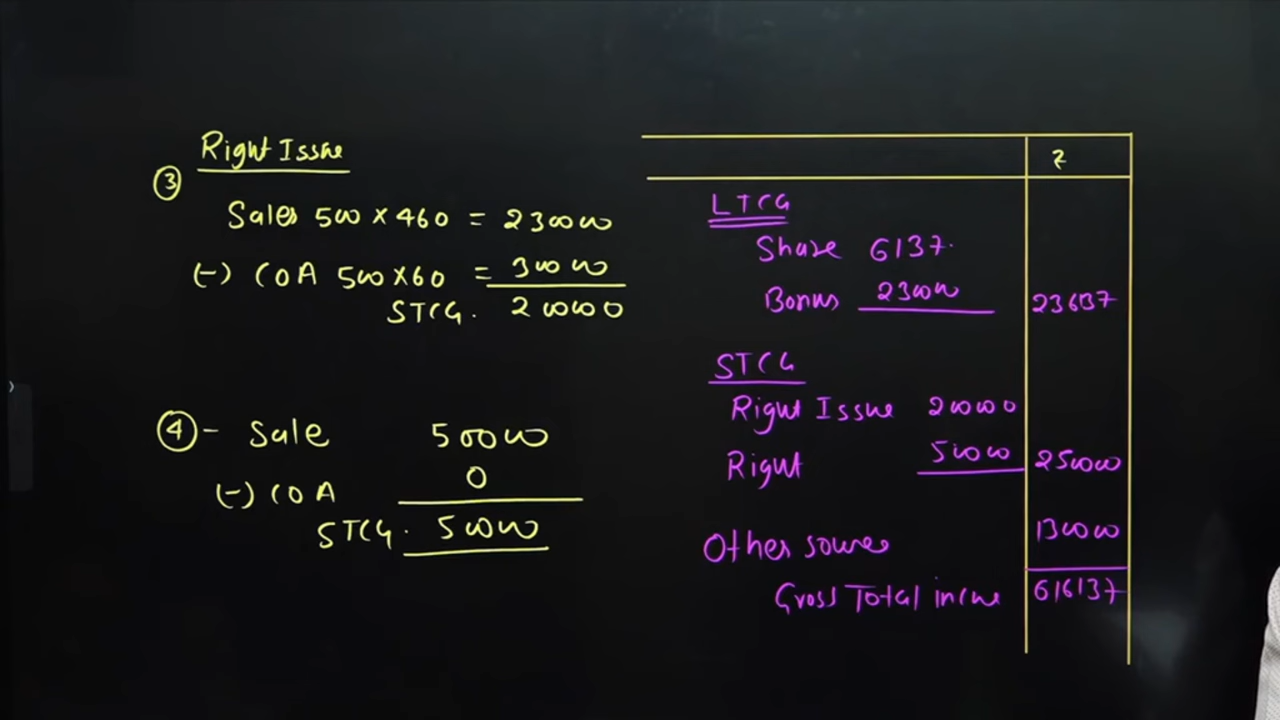 Right Issue
③
Sales 500 × 460 = 230000
(-) COA 500×60 = 30000
STCG. 200000
④ - Sale 50000
(-) COA 0
STCG. 50000
₹
LTCG
Share 6137.
Bonus 230000 236137
STCG
Right Issue 200000
Right 50000 250000
Other source 130000
Gross Total income 616137